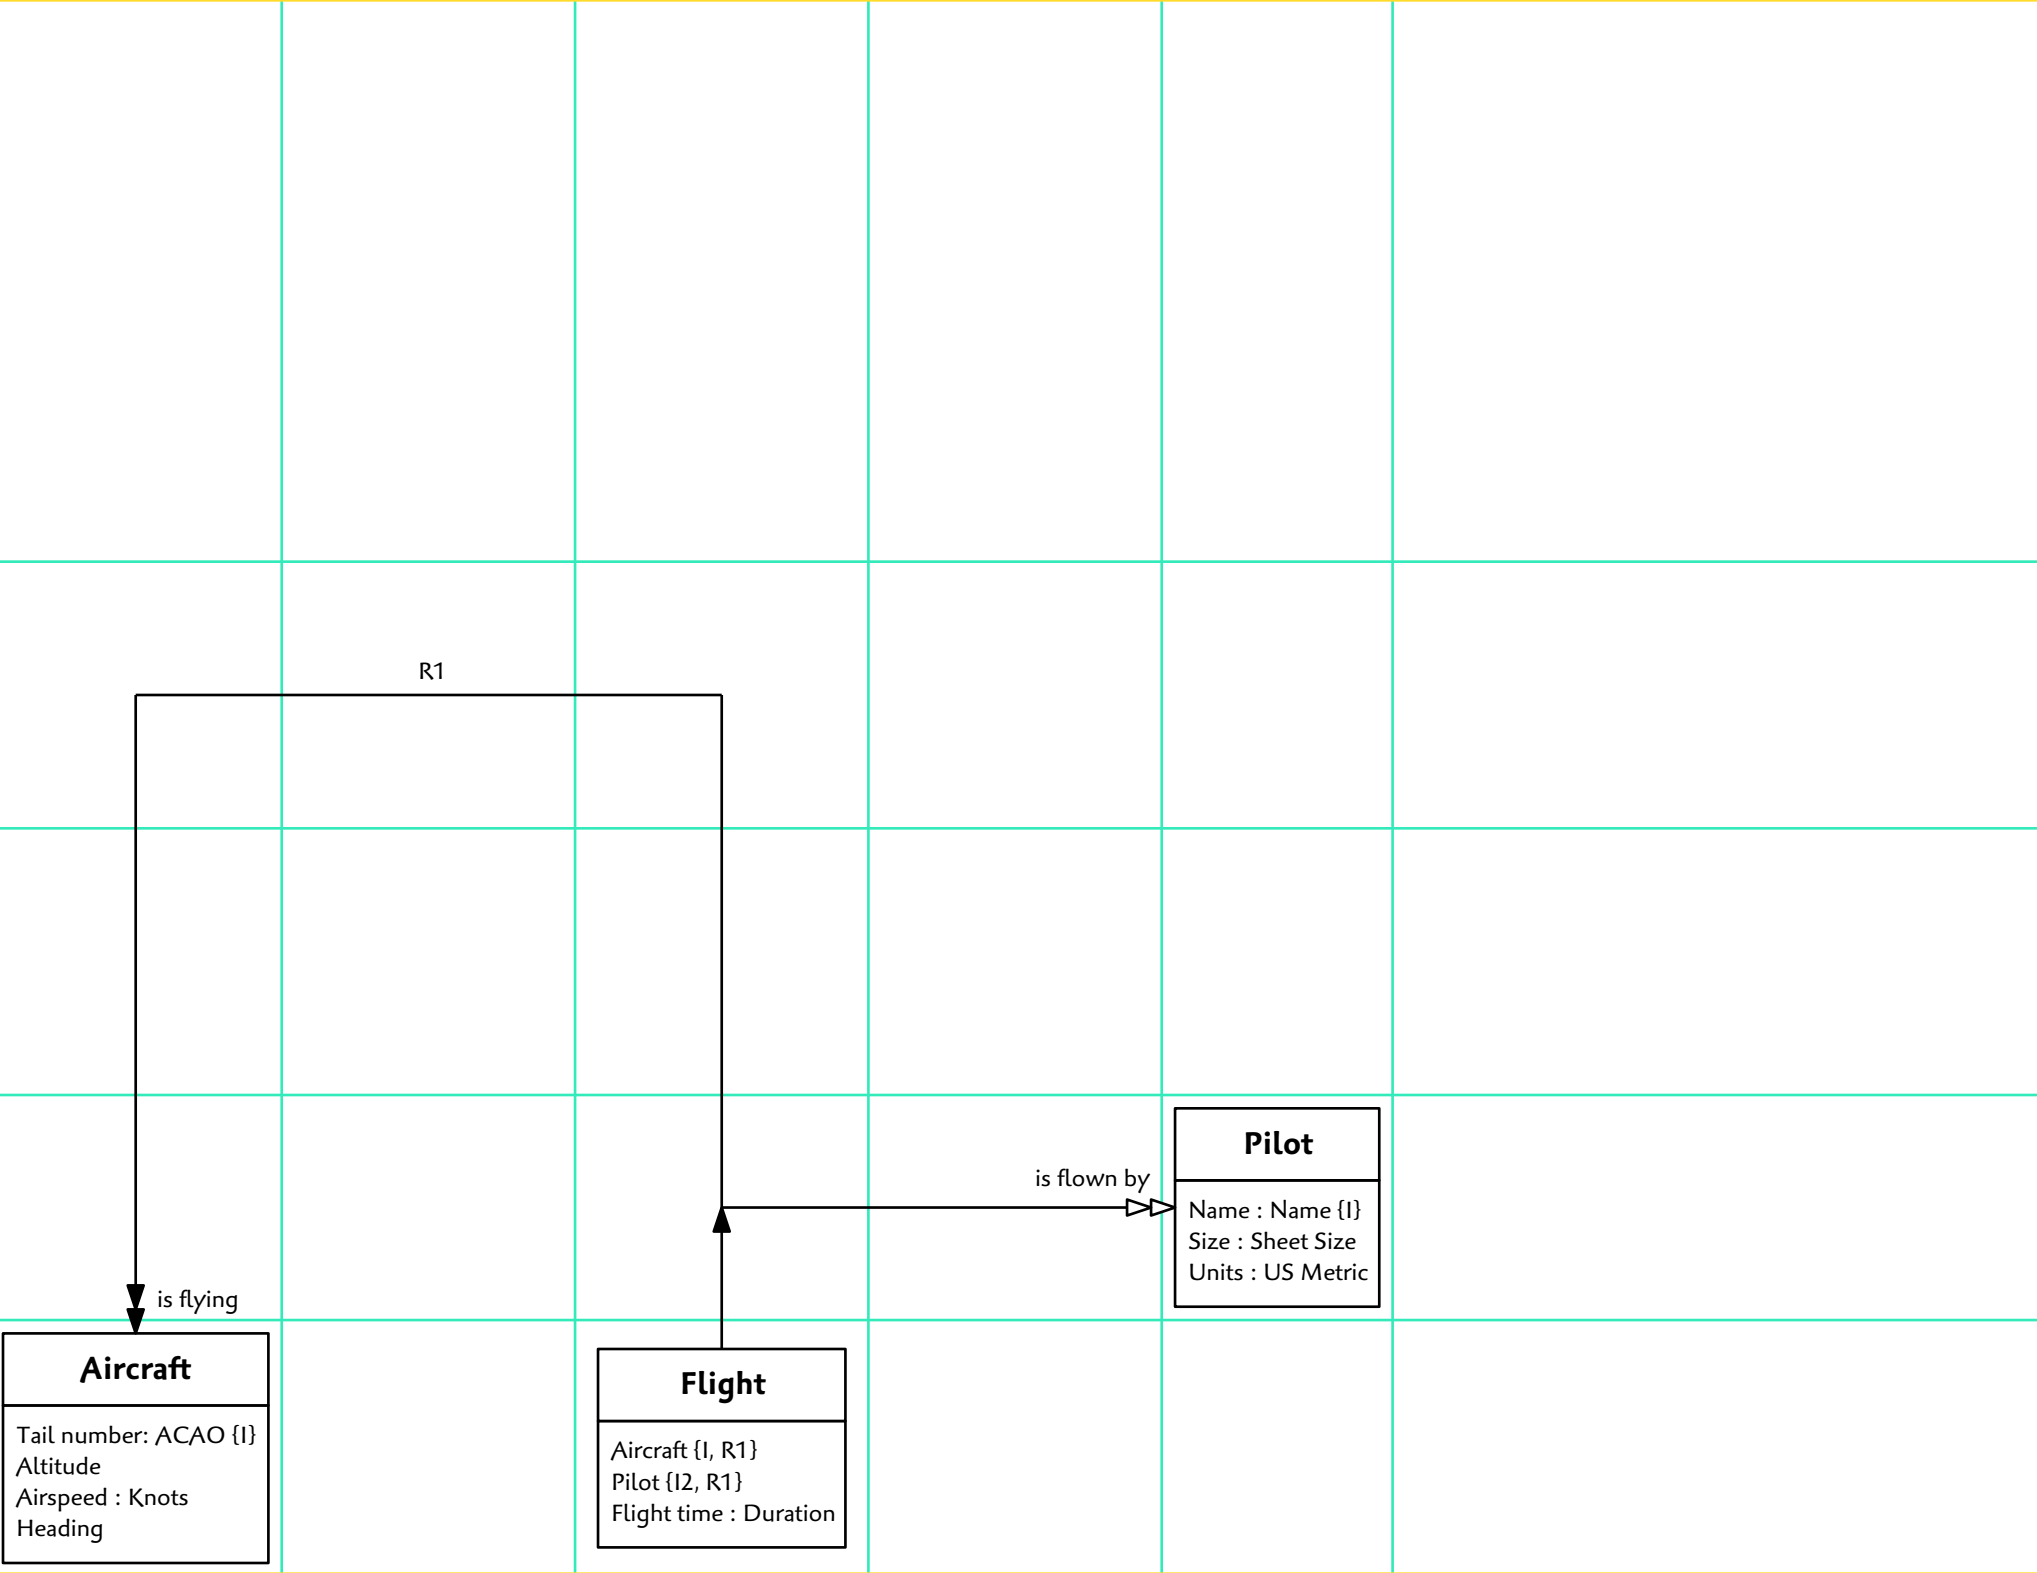 R1
is flown by
Pilot
Name : Name {I}
Size : Sheet Size
Units : US Metric
is flying
Aircraft
Tail number: ACAO {I}
Altitude
Airspeed : Knots
Heading
Flight
Aircraft {I, R1}
Pilot {I2, R1}
Flight time : Duration